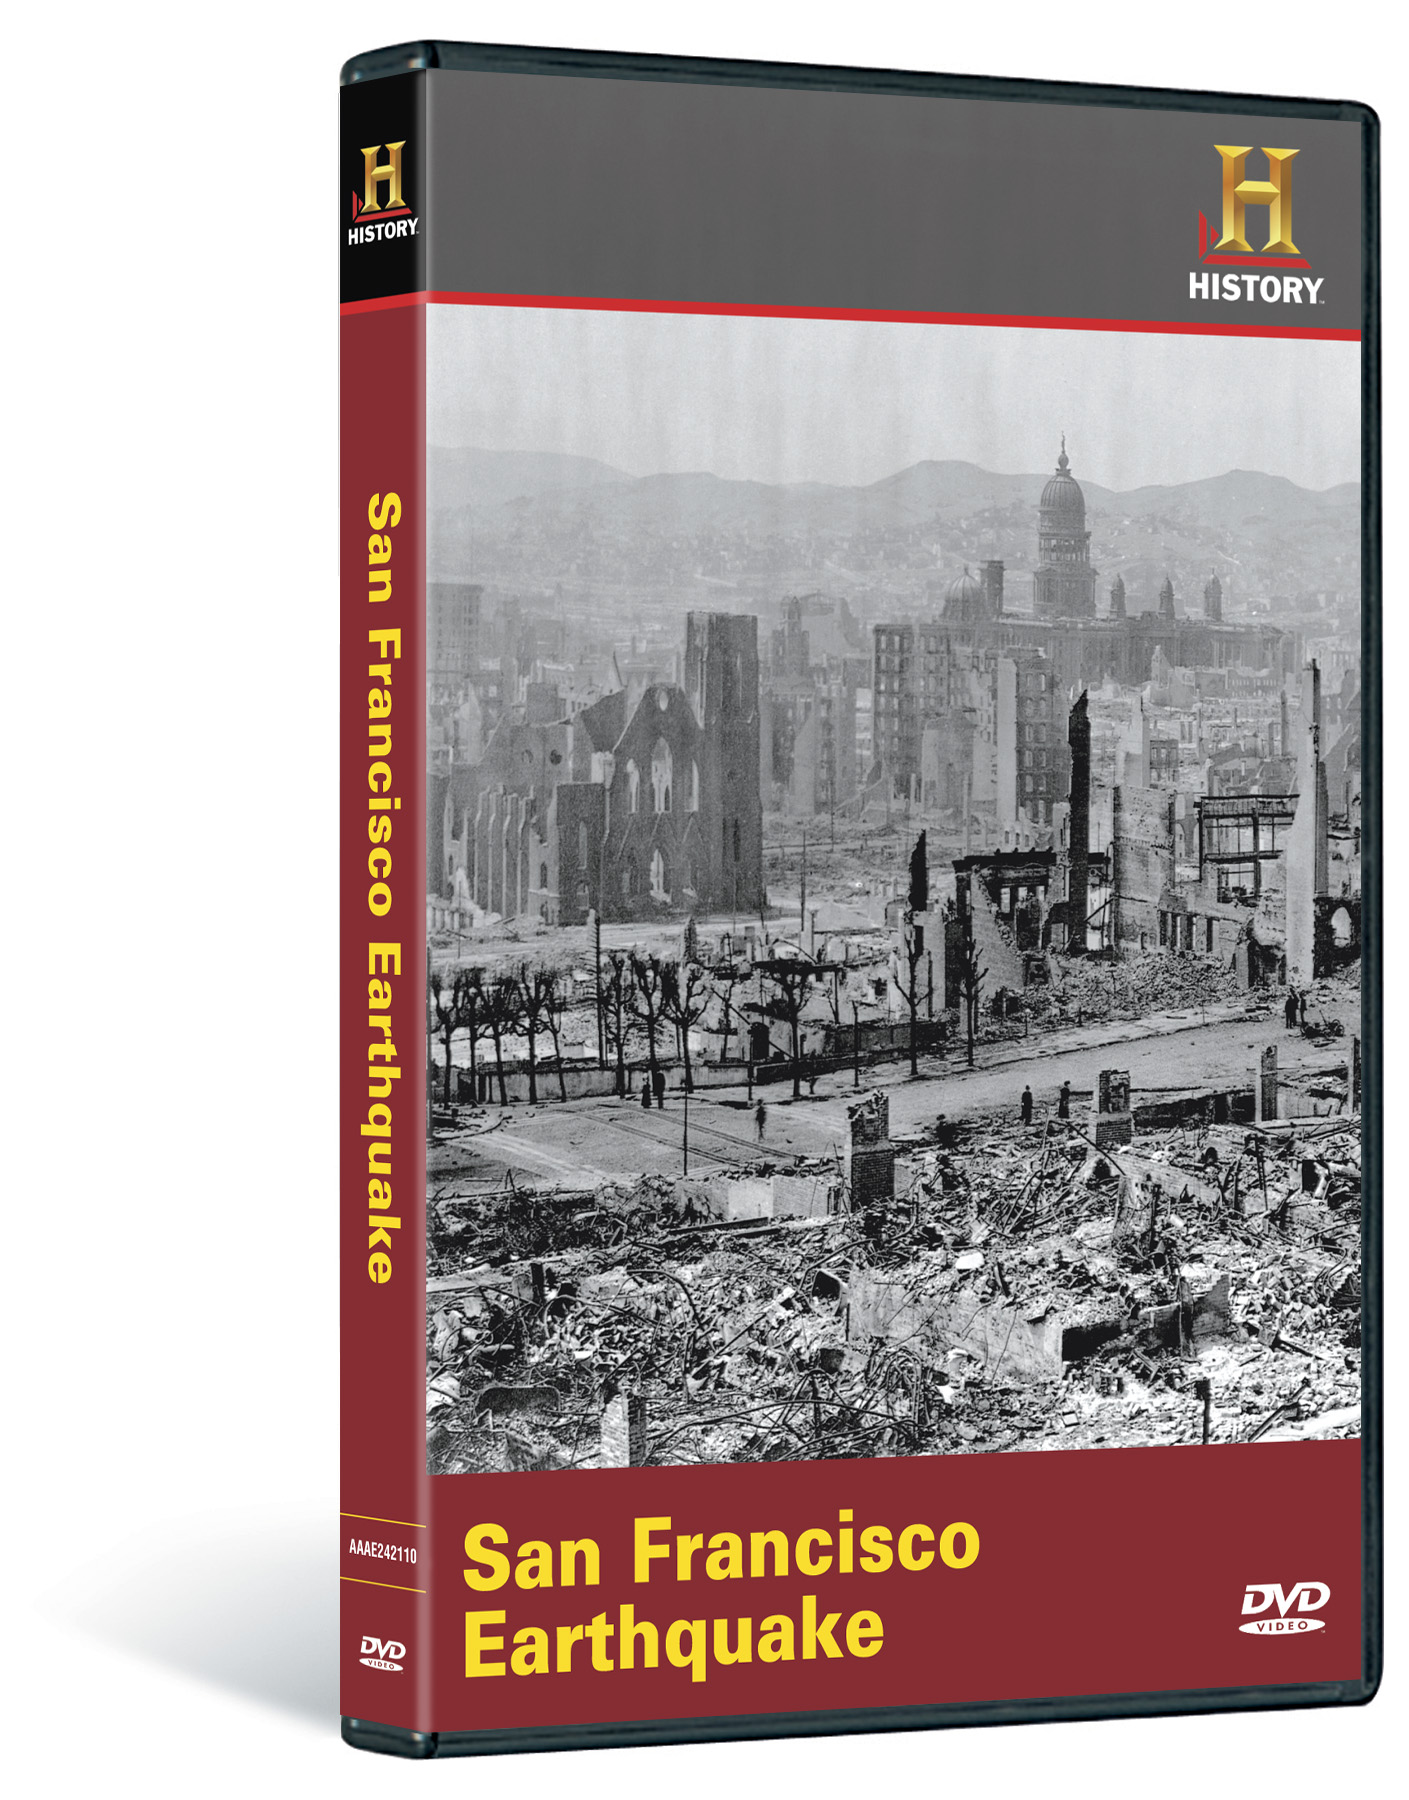 HISTORY
San Francisco Earthquake
AAAE242110
DVD
VIDEO
HISTORY
San Francisco
Earthquake
DVD
VIDEO